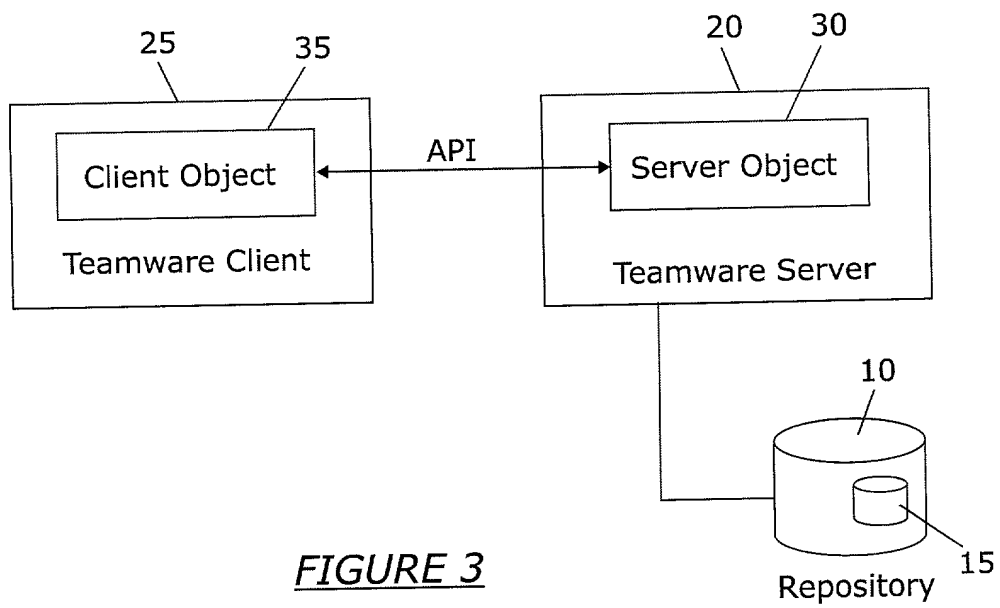 25
35
20
30
API
Client Object
Server Object
Teamware Client
Teamware Server
10
15
FIGURE 3
Repository